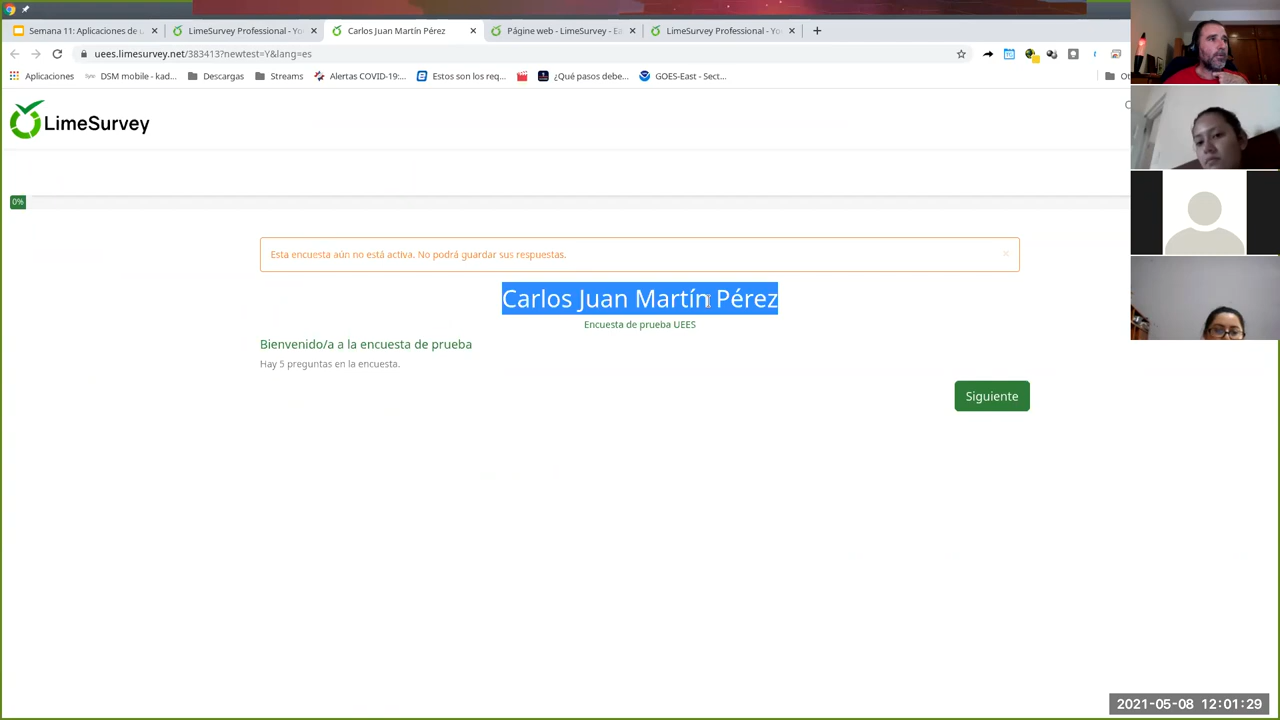 Semana 11: Aplicaciones de u
LimeSurvey Professional - Yo
Carlos Juan Martín Pérez
Página web - LimeSurvey - Ea
LimeSurvey Professional - Yo
uees.limesurvey.net/383413?newtest=Y&lang=es
Aplicaciones
DSM mobile - kad...
Descargas
Streams
Alertas COVID-19:...
Estos son los req...
¿Qué pasos debe...
GOES-East - Sect...
Ot
LimeSurvey
0%
Esta encuesta aún no está activa. No podrá guardar sus respuestas.
Carlos Juan Martín Pérez
Encuesta de prueba UEES
Bienvenido/a a la encuesta de prueba
Hay 5 preguntas en la encuesta.
Siguiente
2021-05-08 12:01:29